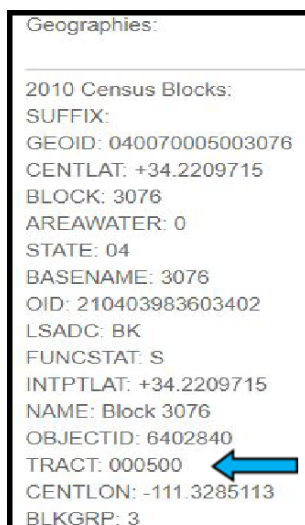 Geographies:
2010 Census Blocks:
SUFFIX:
GEOID: 040070005003076
CENTLAT: +34.2209715
BLOCK: 3076
AREAWATER: 0
STATE: 04
BASENAME: 3076
OID: 210403983603402
LSADC: BK
FUNCSTAT: S
INTPTLAT: +34.2209715
NAME: Block 3076
OBJECTID: 6402840
TRACT: 000500
CENTLON: -111.3285113
BLKGRP: 3